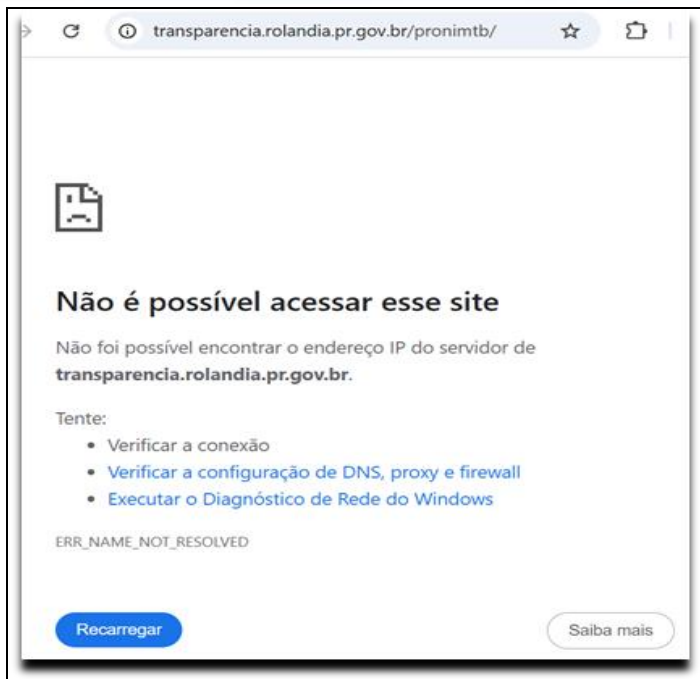 transparencia.rolandia.pr.gov.br/pronimtb/
Não é possível acessar esse site
Não foi possível encontrar o endereço IP do servidor de
transparencia.rolandia.pr.gov.br.
Tente:
• Verificar a conexão
• Verificar a configuração de DNS, proxy e firewall
• Executar o Diagnóstico de Rede do Windows
ERR_NAME_NOT_RESOLVED
Recarregar
Saiba mais